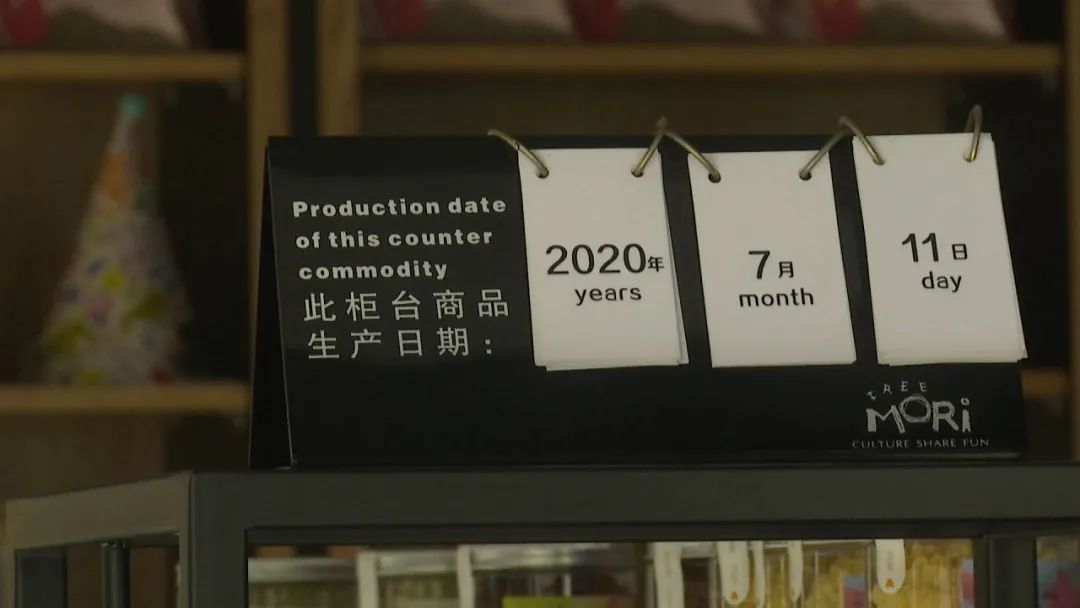 Production date
of this counter
commodity
此柜台商品
生产日期:
2020年
years
7月
month
11日
day
TREE
MORi
CULTURE SHARE FUN